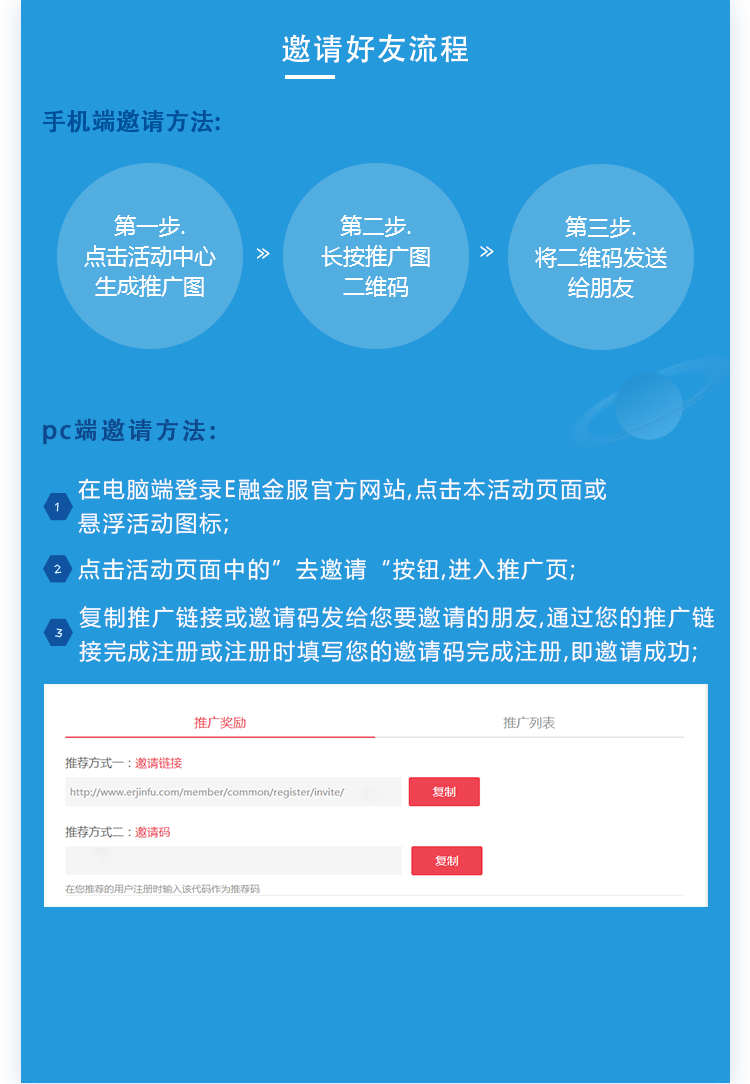 邀请好友流程
手机端邀请方法:
第一步.
点击活动中心
生成推广图
»
第二步.
长按推广图
二维码
»
第三步.
将二维码发送
给朋友
pc端邀请方法:
1
在电脑端登录E融金服官方网站,点击本活动页面或
悬浮活动图标;
2 点击活动页面中的”去邀请“按钮,进入推广页;
3
复制推广链接或邀请码发给您要邀请的朋友,通过您的推广链
接完成注册或注册时填写您的邀请码完成注册,即邀请成功;
推广奖励 推广列表
推荐方式一：邀请链接
http://www.erjinfu.com/member/common/register/invite/ 复制
推荐方式二：邀请码
复制
在您推荐的用户注册时输入该代码作为推荐码